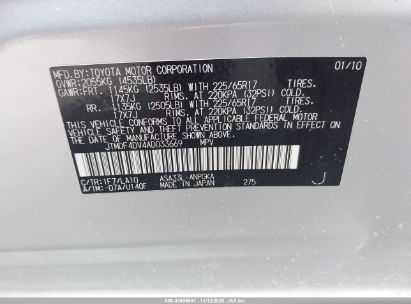 MFD.BY:TOYOTA MOTOR CORPORATION 01/10
GVWR:2055KG (4535LB)
GAWR:FRT. 1145KG (2535LB) WITH 225/65R17 TIRES.
17X7J RIMS, AT 220KPA (32PSI) COLD.
RR. 1135KG (2505LB) WITH 225/65R17 TIRES,
17X7J RIMS, AT 220KPA (32PSI) COLD.
THIS VEHICLE CONFORMS TO ALL APPLICABLE FEDERAL
MOTOR VEHICLE SAFETY STANDARDS IN EFFECT ON
THE DATE OF MANUFACTURE SHOWN ABOVE.
JTMDF4DV4AD033669 MPV
C/TR:1F7/LA10 ASA33L-ANPGKA
A/TM:-07A/U140F MADE IN JAPAN 275 J
11/12/2025